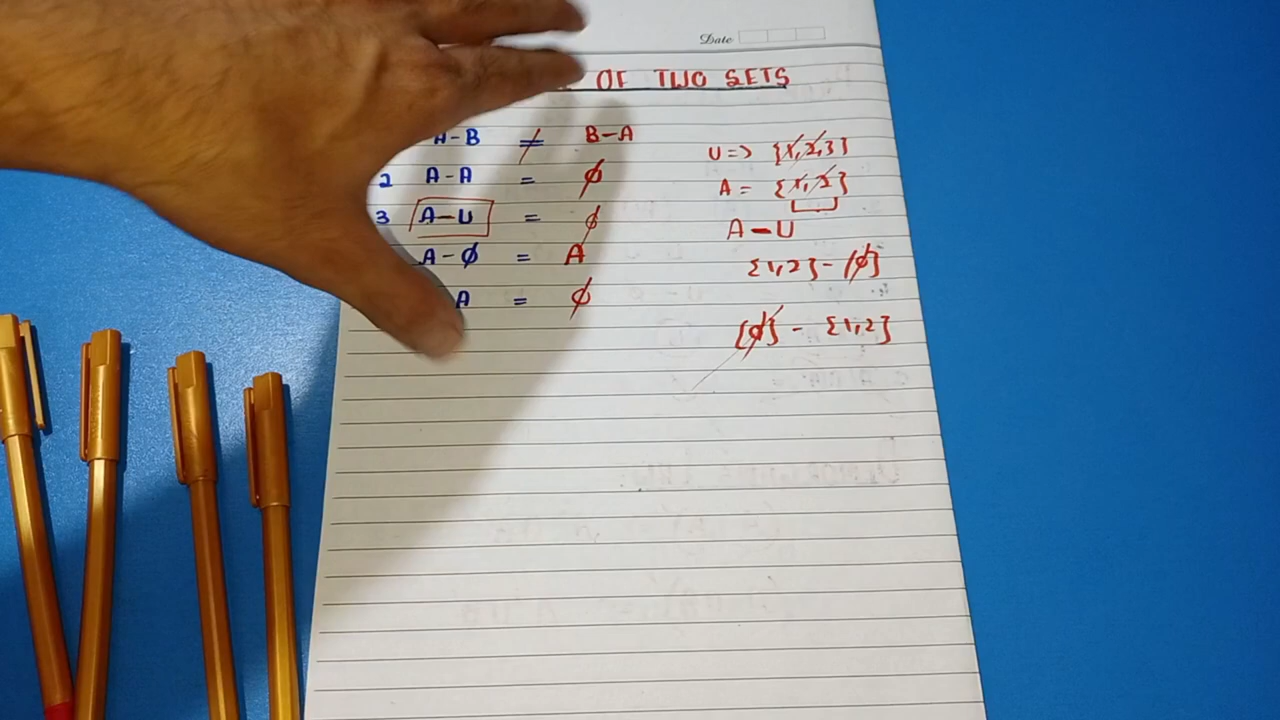 Date
OF TWO SETS
A-B ≠ B-A
2 A-A = ϕ
3 A-U = ϕ
A-ϕ = A
A = ϕ
U => {1,2,3}
A = {1,2}
A-U
{1,2} - {ϕ}
{ϕ} - {1,2}